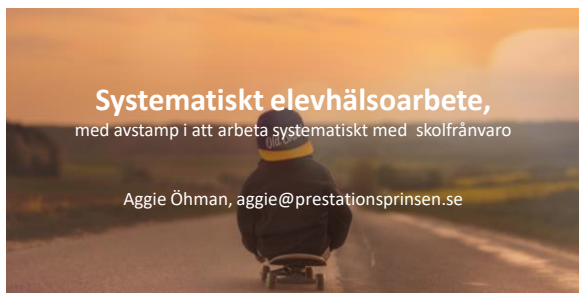 Systematiskt elevhälsoarbete,
med avstamp i att arbeta systematiskt med skolfrånvaro
Aggie Öhman, aggie@prestationsprinsen.se